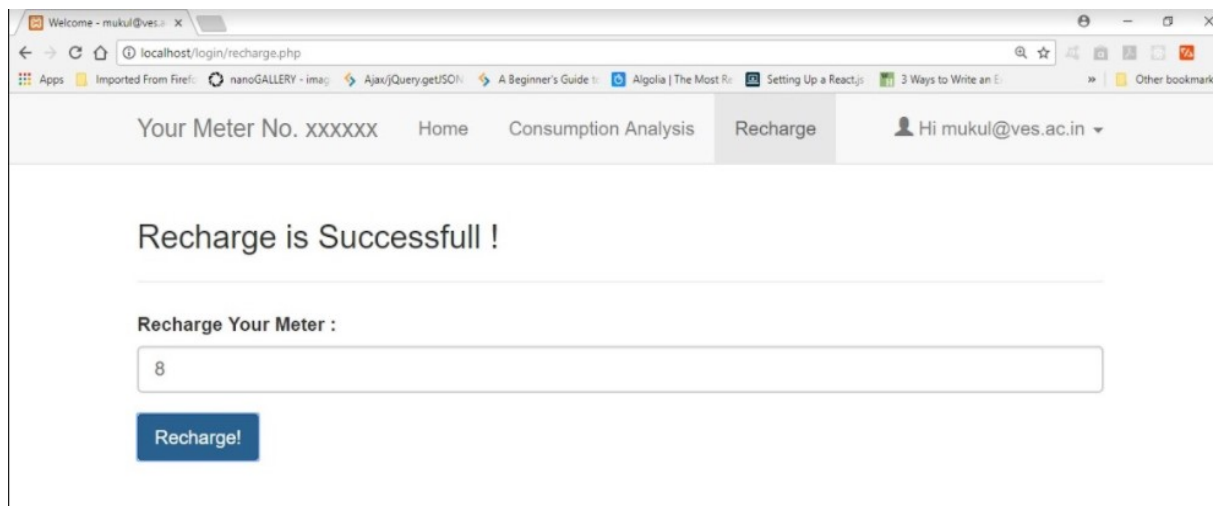 Welcome - mukul@ves.a
localhost/login/recharge.php
Apps Imported From Firefo nanoGALLERY - imag Ajax/jQuery.getJSON A Beginner's Guide t Algolia | The Most Re Setting Up a React.js 3 Ways to Write an E » Other bookmark
Your Meter No. xxxxxx Home Consumption Analysis Recharge Hi mukul@ves.ac.in
Recharge is Successfull !
Recharge Your Meter :
8
Recharge!